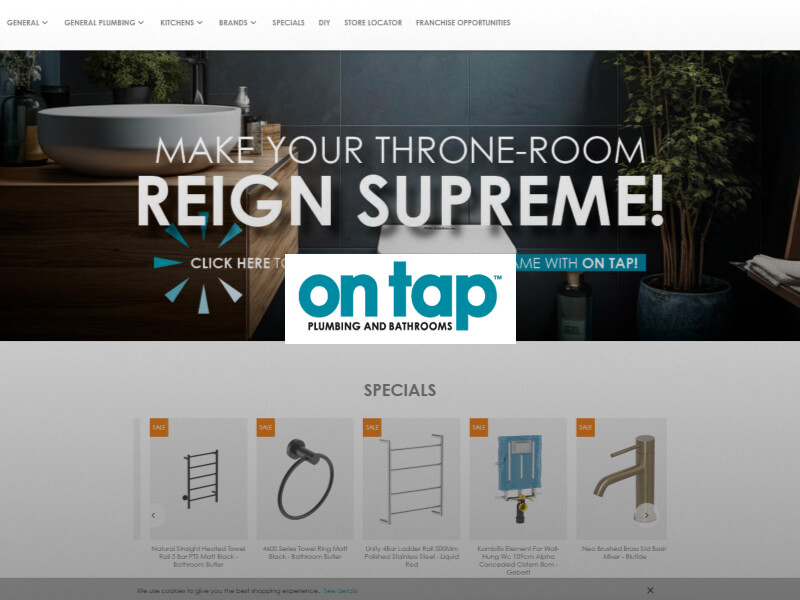 GENERAL GENERAL PLUMBING KITCHENS BRANDS SPECIALS DIY STORE LOCATOR FRANCHISE OPPORTUNITIES
MAKE YOUR THRONE-ROOM
REIGN SUPREME!
CLICK HERE TO AME WITH ON TAP!
on tap™
PLUMBING AND BATHROOMS
SPECIALS
SALE SALE SALE SALE SALE
Natural Straight Heated Towel
Rail 5 Bar PTS Matt Black -
Bathroom Butler
4600 Series Towel Ring Matt
Black - Bathroom Butler
Unity 4Bar Ladder Rail 500Mm
Polished Stainless Steel - Liquid
Red
Kombifix Element For Wall-
Hung Wc 109cm Alpha
Concealed Cistern 8cm -
Geberit
Neo Brushed Brass Std Basin
Mixer - Blutide
We use cookies to give you the best shopping experience. See details